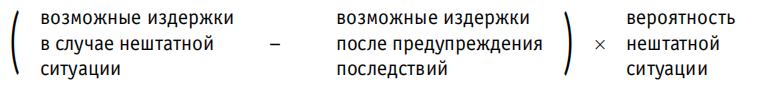 ( возможные издержки в случае нештатной ситуации – возможные издержки после предупреждения последствий ) × вероятность нештатной ситуации